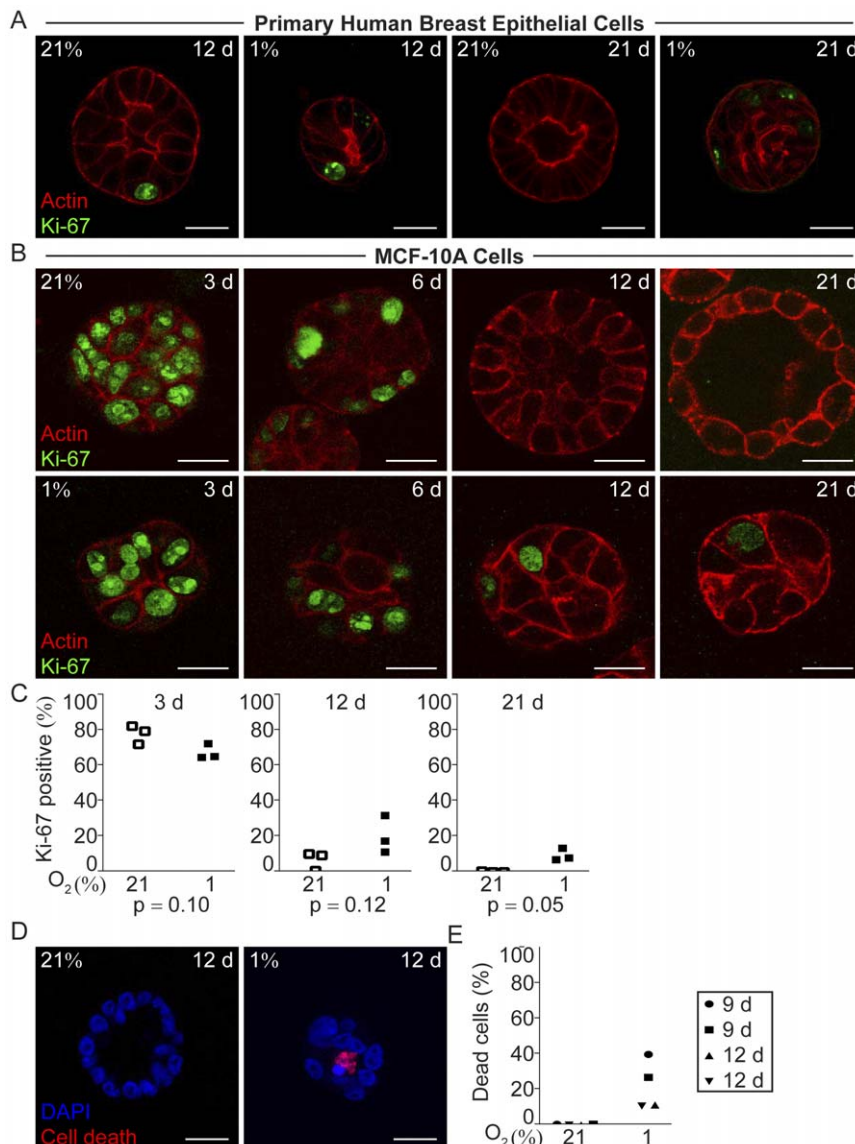 A
Primary Human Breast Epithelial Cells
21% 12 d 1% 12 d 21% 21 d 1% 21 d
Actin
Ki-67
B
MCF-10A Cells
21% 3 d 6 d 12 d 21 d
Actin
Ki-67
1% 3 d 6 d 12 d 21 d
Actin
Ki-67
C
Ki-67 positive (%)
3 d 12 d 21 d
100 100 100
80 80 80
60 60 60
40 40 40
20 20 20
0 0 0
O2(%) 21 1 21 1 21 1
p = 0.10 p = 0.12 p = 0.05
D
21% 12 d 1% 12 d
DAPI
Cell death
E
Dead cells (%)
100
80
60
40
20
0
O2(%) 21 1
9 d
9 d
12 d
12 d